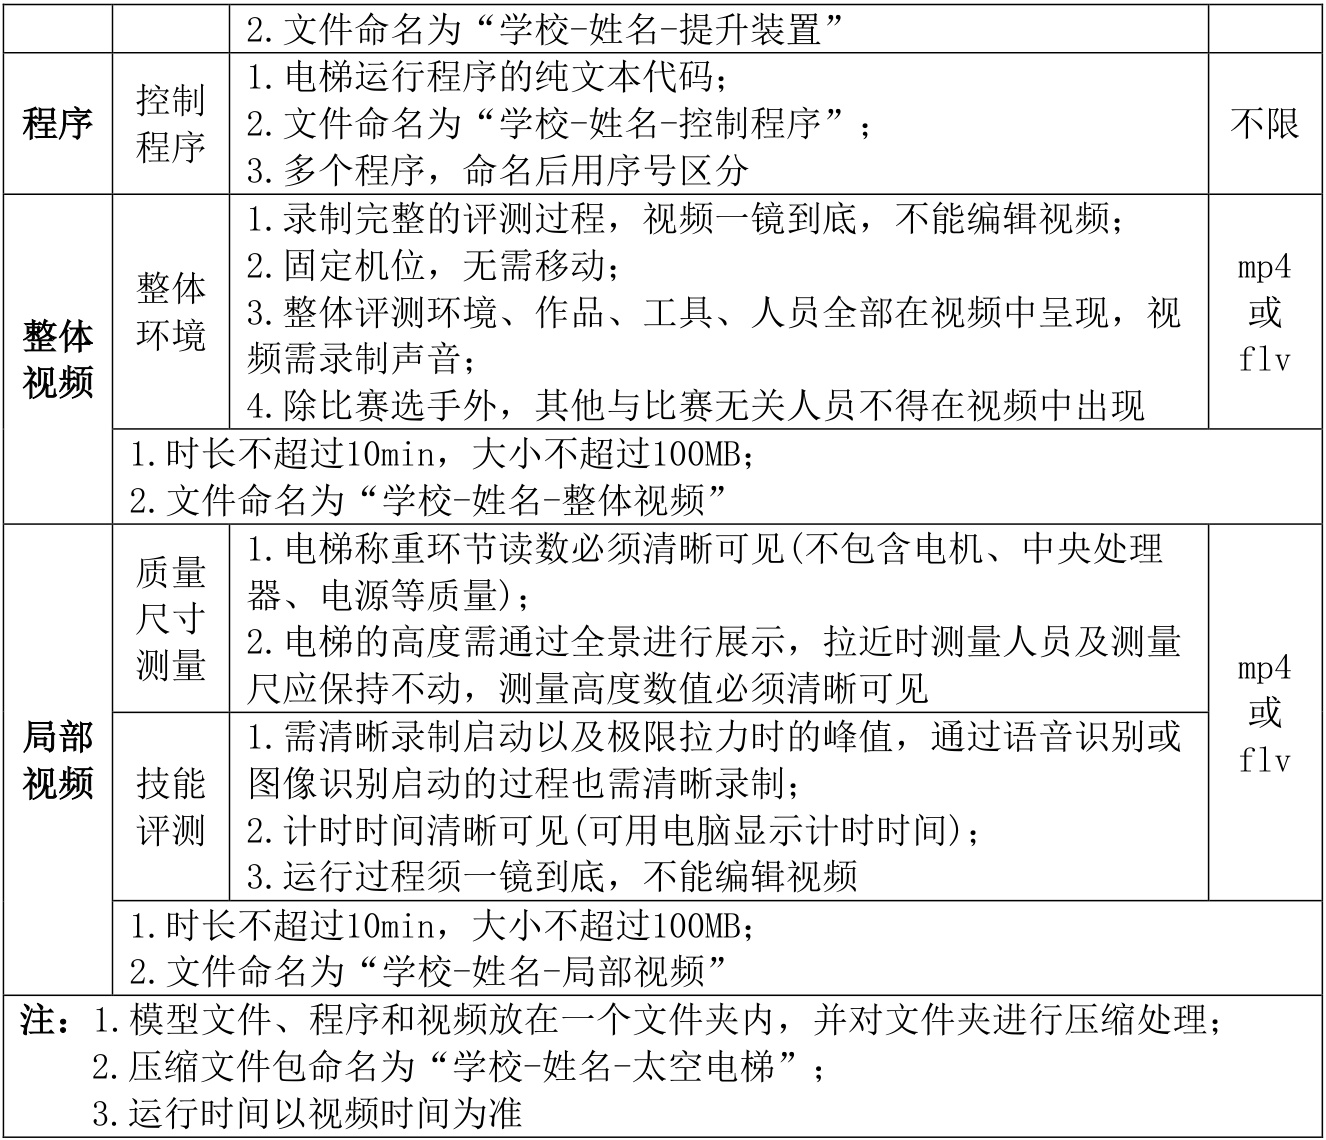 2.文件命名为“学校-姓名-提升装置”
程序
控制
程序
1.电梯运行程序的纯文本代码；
2.文件命名为“学校-姓名-控制程序”；
3.多个程序，命名后用序号区分
不限
整体
视频
整体
环境
1.录制完整的评测过程，视频一镜到底，不能编辑视频；
2.固定机位，无需移动；
3.整体评测环境、作品、工具、人员全部在视频中呈现，视
频需录制声音；
4.除比赛选手外，其他与比赛无关人员不得在视频中出现
mp4
或
flv
1.时长不超过10min，大小不超过100MB；
2.文件命名为“学校-姓名-整体视频”
局部
视频
质量
尺寸
测量
1.电梯称重环节读数必须清晰可见(不包含电机、中央处理
器、电源等质量)；
2.电梯的高度需通过全景进行展示，拉近时测量人员及测量
尺应保持不动，测量高度数值必须清晰可见
mp4
或
flv
技能
评测
1.需清晰录制启动以及极限拉力时的峰值，通过语音识别或
图像识别启动的过程也需清晰录制；
2.计时时间清晰可见(可用电脑显示计时时间)；
3.运行过程须一镜到底，不能编辑视频
1.时长不超过10min，大小不超过100MB；
2.文件命名为“学校-姓名-局部视频”
注：1.模型文件、程序和视频放在一个文件夹内，并对文件夹进行压缩处理；
2.压缩文件包命名为“学校-姓名-太空电梯”；
3.运行时间以视频时间为准